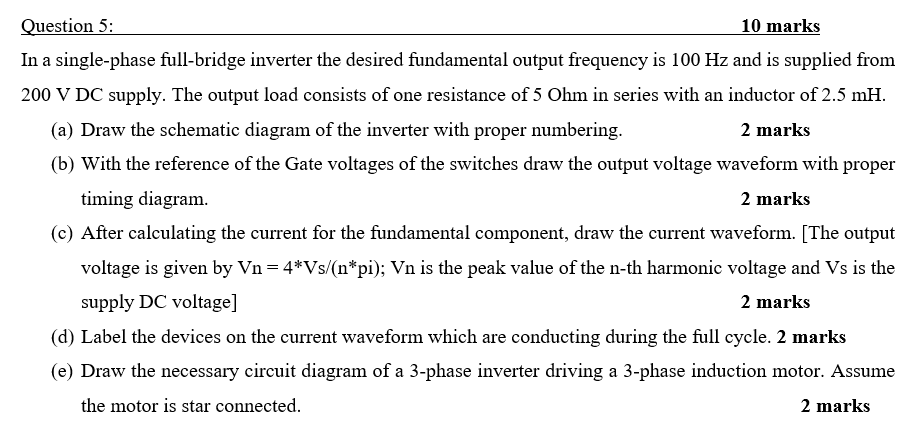 Question 5: 10 marks
In a single-phase full-bridge inverter the desired fundamental output frequency is 100 Hz and is supplied from
200 V DC supply. The output load consists of one resistance of 5 Ohm in series with an inductor of 2.5 mH.
(a) Draw the schematic diagram of the inverter with proper numbering. 2 marks
(b) With the reference of the Gate voltages of the switches draw the output voltage waveform with proper
timing diagram. 2 marks
(c) After calculating the current for the fundamental component, draw the current waveform. [The output
voltage is given by Vn = 4*Vs/(n*pi); Vn is the peak value of the n-th harmonic voltage and Vs is the
supply DC voltage] 2 marks
(d) Label the devices on the current waveform which are conducting during the full cycle. 2 marks
(e) Draw the necessary circuit diagram of a 3-phase inverter driving a 3-phase induction motor. Assume
the motor is star connected. 2 marks